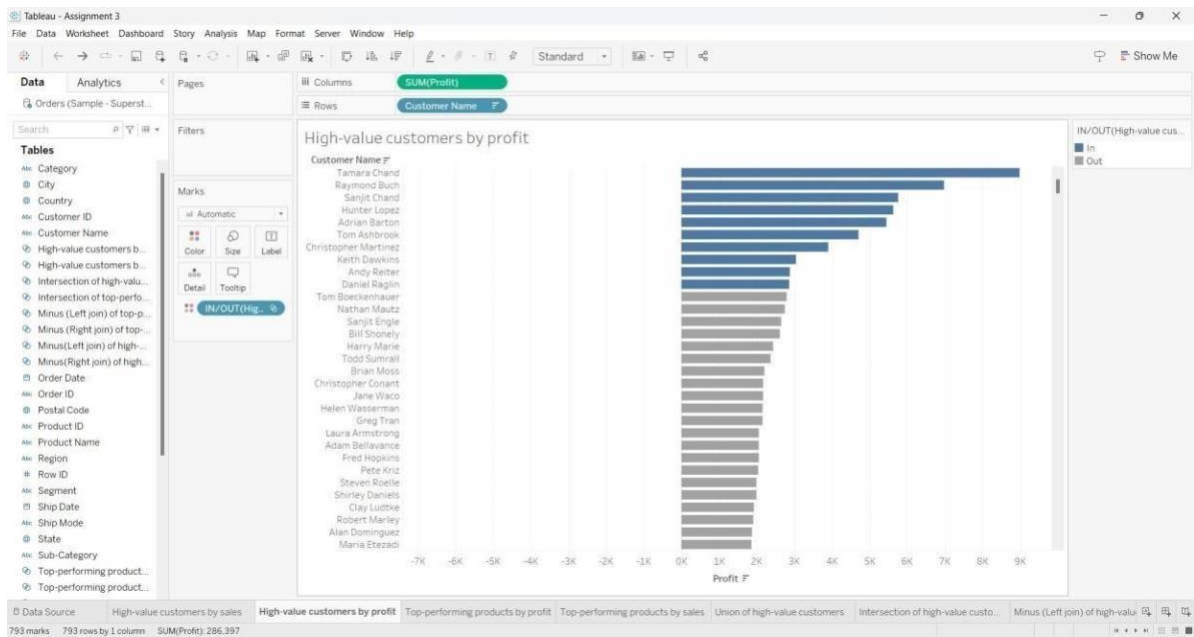 Tableau - Assignment 3
File Data Worksheet Dashboard Story Analysis Map Format Server Window Help
Standard
Show Me
Data Analytics
Orders (Sample - Superst...
Search
Tables
Abc Category
City
Country
Abc Customer ID
Abc Customer Name
High-value customers b...
High-value customers b...
Intersection of high-valu...
Intersection of top-perfo...
Minus (Left join) of top-p...
Minus (Right join) of top-...
Minus(Left join) of high-...
Minus(Right join) of high...
Order Date
Abc Order ID
Postal Code
Abc Product ID
Abc Product Name
Abc Region
# Row ID
Abc Segment
Ship Date
Abc Ship Mode
State
Abc Sub-Category
Top-performing product...
Top-performing product...
Pages
Filters
Marks
Automatic
Color Size Label
Detail Tooltip
IN/OUT(Hig..
Columns SUM(Profit)
Rows Customer Name
High-value customers by profit
Customer Name
Tamara Chand
Raymond Buch
Sanjit Chand
Hunter Lopez
Adrian Barton
Tom Ashbrook
Christopher Martinez
Keith Dawkins
Andy Reiter
Daniel Raglin
Tom Boeckenhauer
Nathan Mautz
Sanjit Engle
Bill Shonely
Harry Marie
Todd Sumrall
Brian Moss
Christopher Conant
Jane Waco
Helen Wasserman
Greg Tran
Laura Armstrong
Adam Bellavance
Fred Hopkins
Pete Kriz
Steven Roelle
Shirley Daniels
Clay Ludtke
Robert Marley
Alan Dominguez
Maria Etezadi
-7K -6K -5K -4K -3K -2K -1K 0K 1K 2K 3K 4K 5K 6K 7K 8K 9K
Profit
IN/OUT(High-value cus...
In
Out
Data Source High-value customers by sales High-value customers by profit Top-performing products by profit Top-performing products by sales Union of high-value customers Intersection of high-value custo... Minus (Left join) of high-valu
793 marks 793 rows by 1 column SUM(Profit): 286,397